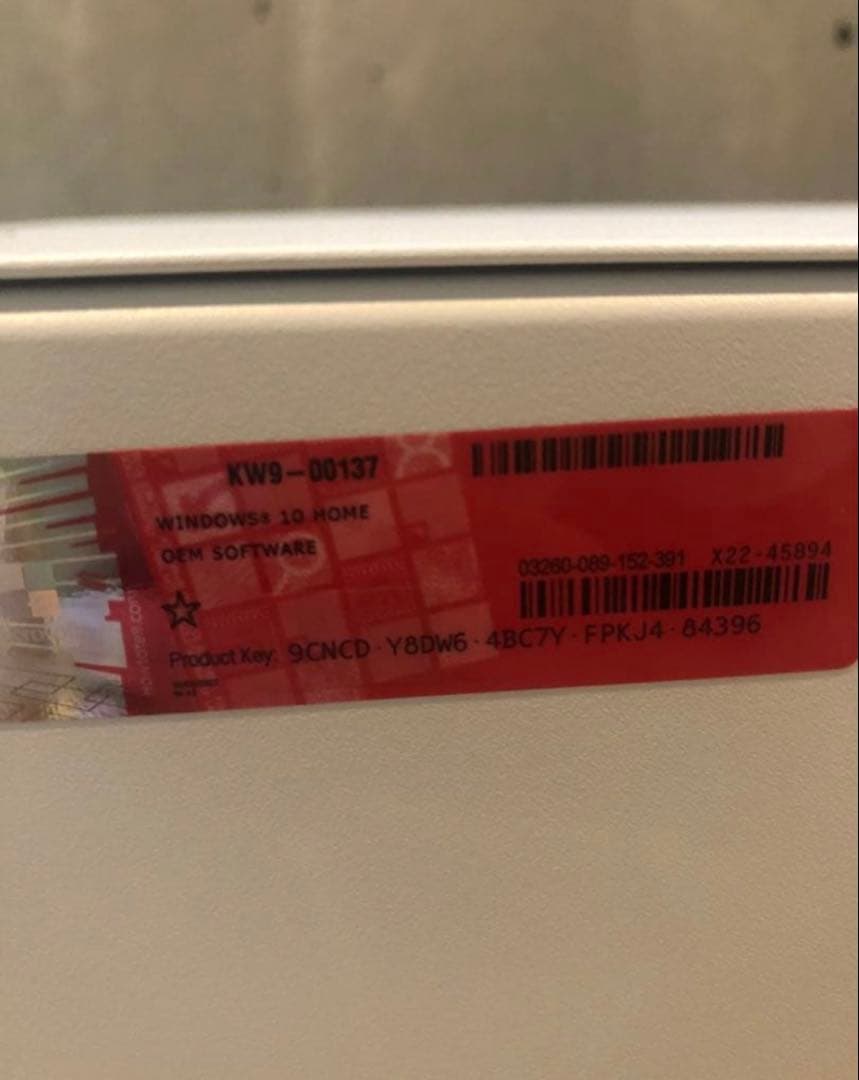 KW9-00137
WINDOWS® 10 HOME
OEM SOFTWARE
03260-089-152-391 X22-45894
Product Key: 9CNCD-Y8DW6-4BC7Y-FPKJ4-84396